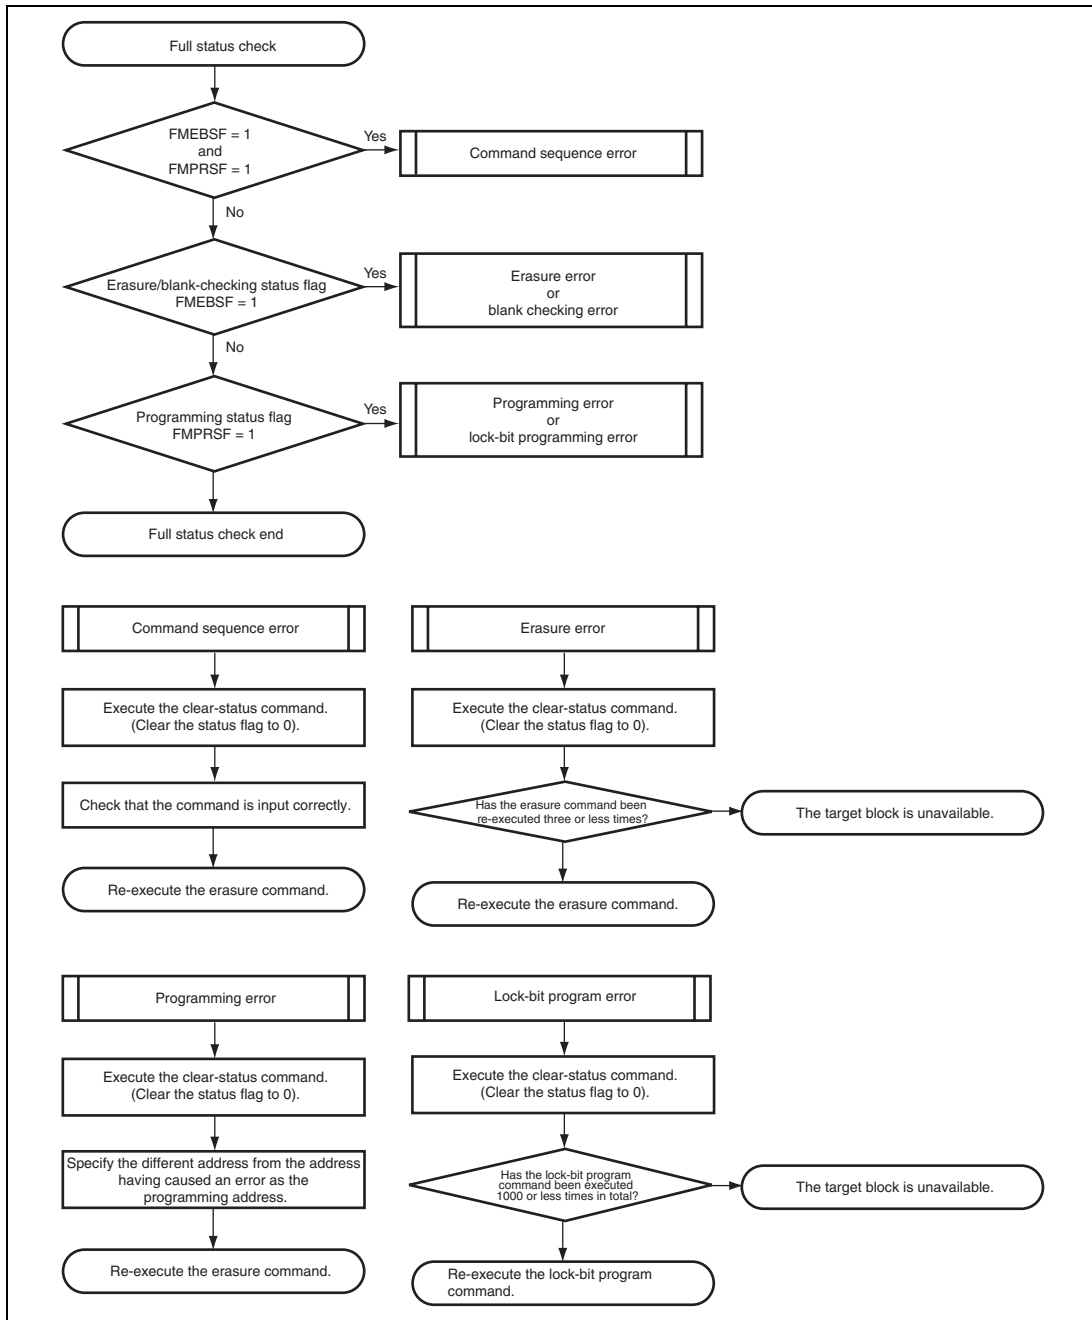 Full status check
FMEBSF = 1
and
FMPRSF = 1
Yes
Command sequence error
No
Erasure/blank-checking status flag
FMEBSF = 1
Yes
Erasure error
or
blank checking error
No
Programming status flag
FMPRSF = 1
Yes
Programming error
or
lock-bit programming error
Full status check end
Command sequence error
Execute the clear-status command.
(Clear the status flag to 0).
Check that the command is input correctly.
Re-execute the erasure command.
Erasure error
Execute the clear-status command.
(Clear the status flag to 0).
Has the erasure command been
re-executed three or less times?
The target block is unavailable.
Re-execute the erasure command.
Programming error
Execute the clear-status command.
(Clear the status flag to 0).
Specify the different address from the address
having caused an error as the
programming address.
Re-execute the erasure command.
Lock-bit program error
Execute the clear-status command.
(Clear the status flag to 0).
Has the lock-bit program
command been executed
1000 or less times in total?
The target block is unavailable.
Re-execute the lock-bit program
command.